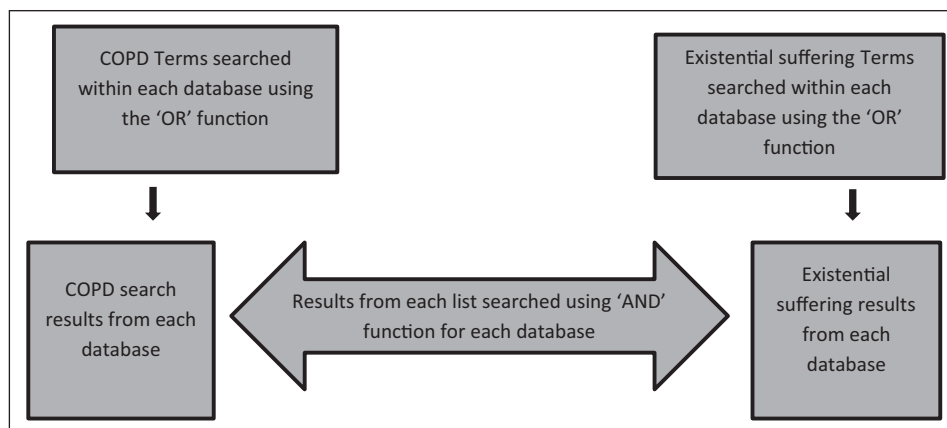 COPD Terms searched
within each database using
the ‘OR’ function
Existential suffering Terms
searched within each
database using the ‘OR’
function
COPD search
results from each
database
Results from each list searched using ‘AND’
function for each database
Existential
suffering results
from each
database